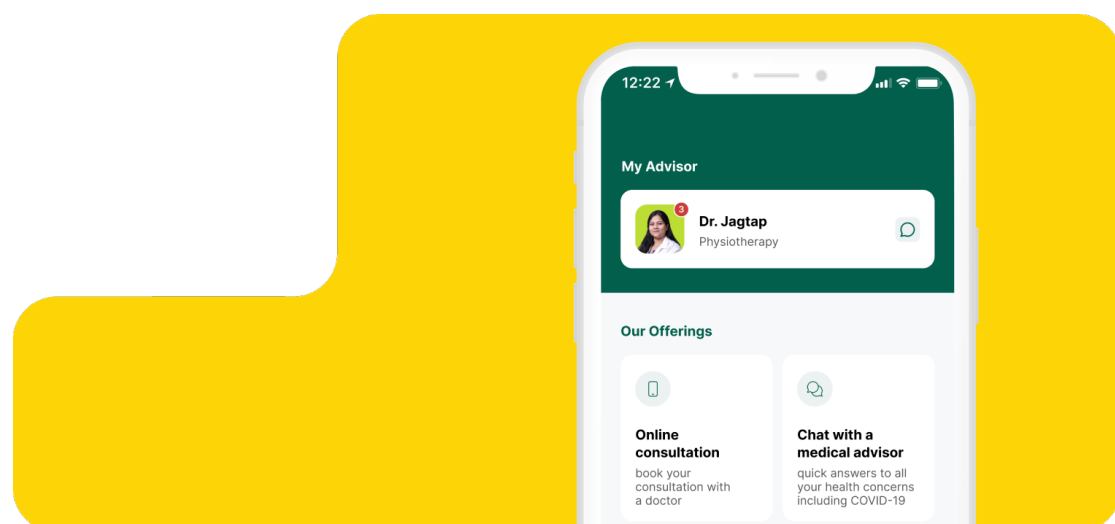 12:22
My Advisor
3
Dr. Jagtap
Physiotherapy
Our Offerings
Online
consultation
book your
consultation with
a doctor
Chat with a
medical advisor
quick answers to all
your health concerns
including COVID-19